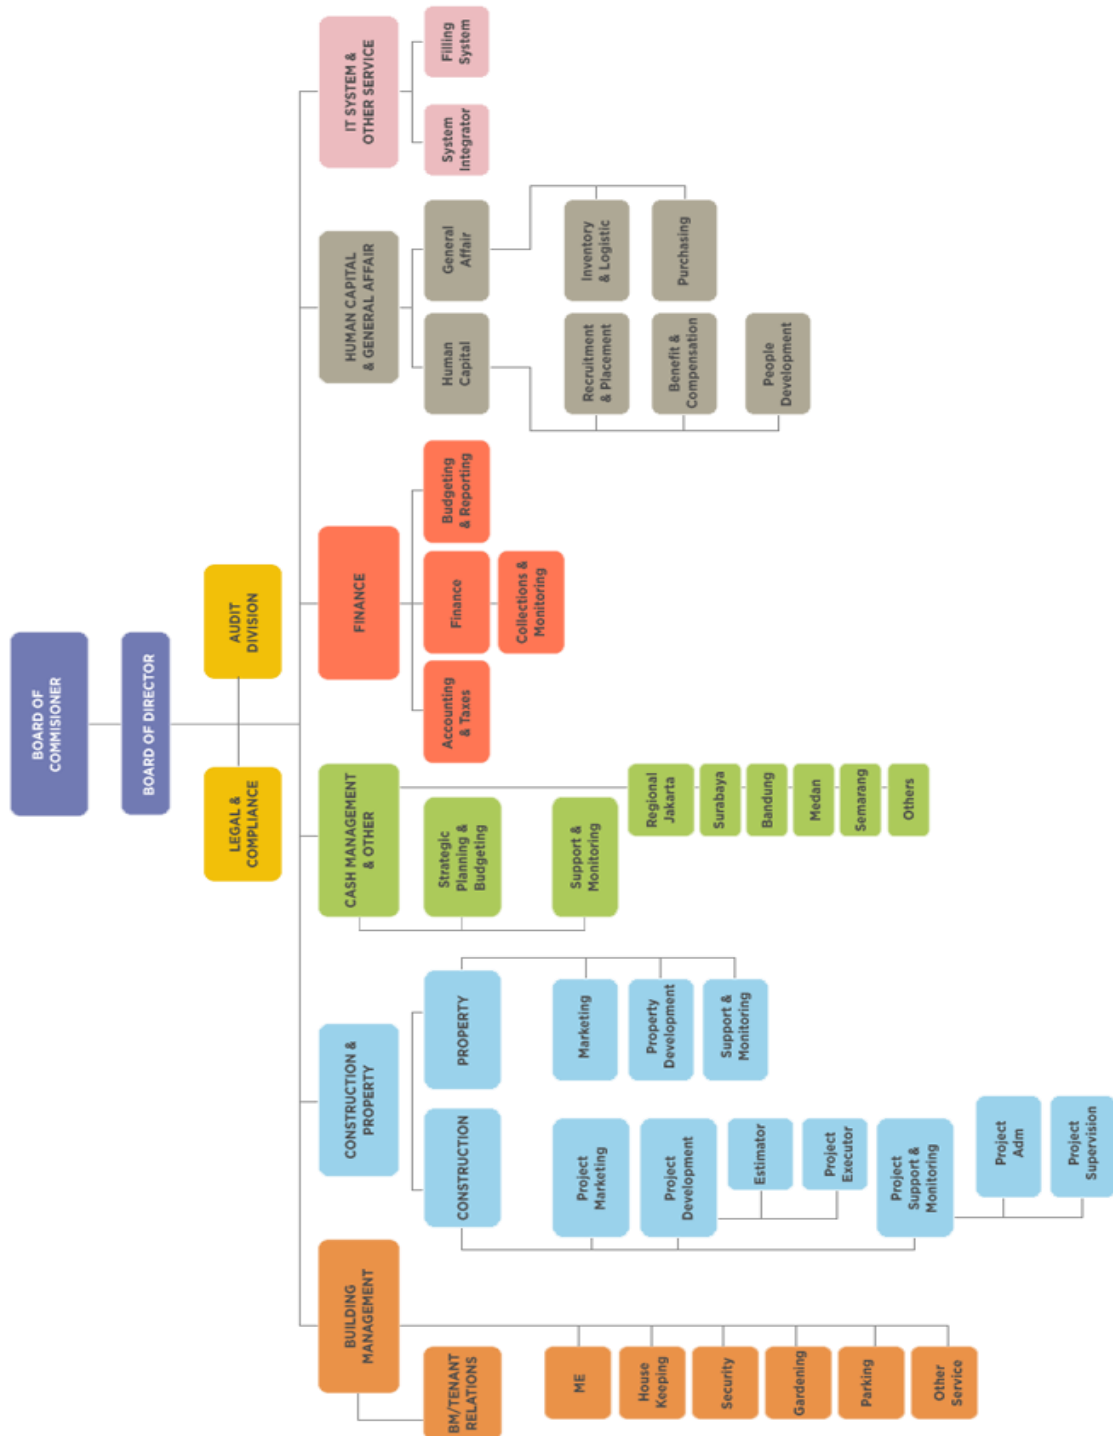 BOARD OF
COMMISIONER
BOARD OF DIRECTOR
LEGAL &
COMPLIANCE
AUDIT
DIVISION
BUILDING
MANAGEMENT
BM/TENANT
RELATIONS
ME
House
Keeping
Security
Gardening
Parking
Other
Service
CONSTRUCTION &
PROPERTY
CONSTRUCTION
Project
Marketing
Project
Development
Estimator
Project
Executor
Project
Support &
Monitoring
Project
Adm
Project
Supervision
PROPERTY
Marketing
Property
Development
Support &
Monitoring
CASH MANAGEMENT
& OTHER
Strategic
Planning &
Budgeting
Support &
Monitoring
Regional
Jakarta
Surabaya
Bandung
Medan
Semarang
Others
FINANCE
Accounting
& Taxes
Finance
Collections &
Monitoring
Budgeting
& Reporting
HUMAN CAPITAL
& GENERAL AFFAIR
Human
Capital
Recruitment
& Placement
Benefit &
Compensation
People
Development
General
Affair
Inventory
& Logistic
Purchasing
IT SYSTEM &
OTHER SERVICE
System
Integrator
Filling
System